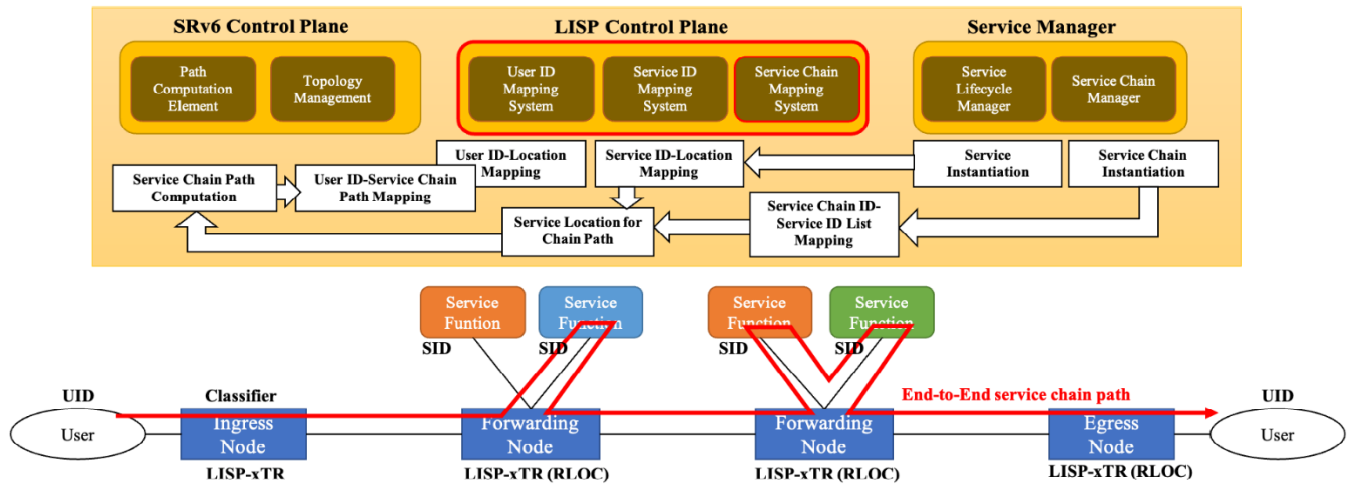 SRv6 Control Plane
LISP Control Plane
Service Manager
Path
Computation
Element
Topology
Management
User ID
Mapping
System
Service ID
Mapping
System
Service Chain
Mapping
System
Service
Lifecycle
Manager
Service Chain
Manager
Service Chain Path
Computation
User ID-Service Chain
Path Mapping
User ID-Location
Mapping
Service ID-Location
Mapping
Service
Instantiation
Service Chain
Instantiation
Service Location for
Chain Path
Service Chain ID-
Service ID List
Mapping
Service
Funtion
SID
Service
Function
SID
Service
Function
SID
Service
Function
SID
End-to-End service chain path
UID
User
Classifier
Ingress
Node
LISP-xTR
Forwarding
Node
LISP-xTR (RLOC)
Forwarding
Node
LISP-xTR (RLOC)
Egress
Node
LISP-xTR (RLOC)
UID
User